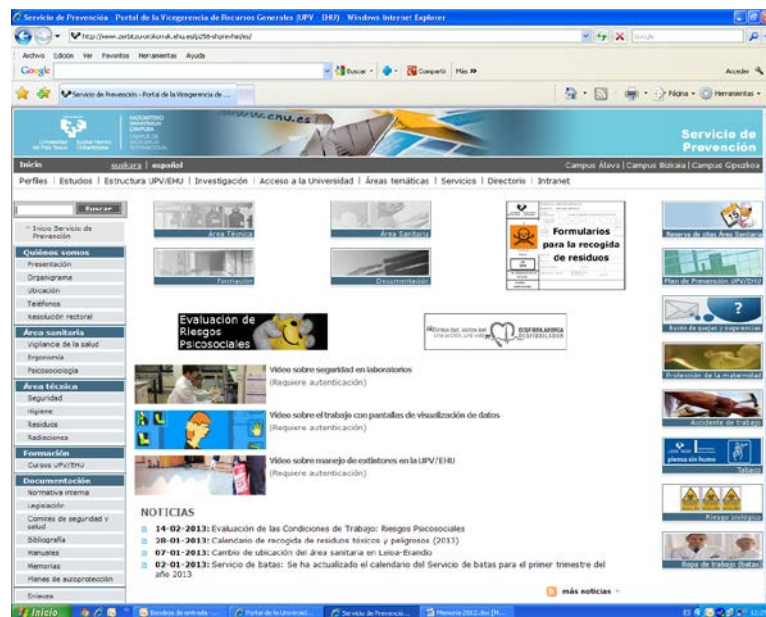 Servicio de Prevención - Portal de la Vicegerencia de Recursos Generales (UPV - EHU) - Windows Internet Explorer
Archivo Edición Ver Favoritos Herramientas Ayuda
Google
Buscar
Compartir
Más »
Acceder
Servicio de Prevención - Portal de la Vicegerencia de ...
Página
Herramientas
www.ehu.es
Servicio de
Prevención
Inicio
euskara | español
Campus Álava | Campus Bizkaia | Campus Gipuzkoa
Perfiles | Estudios | Estructura UPV/EHU | Investigación | Acceso a la Universidad | Áreas temáticas | Servicios | Directorio | Intranet
Buscar
Inicio Servicio de
Prevención
Quiénes somos
Presentación
Organigrama
Ubicación
Teléfonos
Resolución rectoral
Área sanitaria
Vigilancia de la salud
Ergonomía
Psicosociología
Área técnica
Seguridad
Higiene
Residuos
Radiaciones
Formación
Cursos UPV/EHU
Documentación
Normativa interna
Legislación
Comités de seguridad y
salud
Bibliografía
Manuales
Memorias
Planes de autoprotección
Enlaces
Área Técnica
Área Sanitaria
Formación
Documentación
Formularios
para la recogida
de residuos
Evaluación de
Riesgos
Psicosociales
Vídeo sobre seguridad en laboratorios
(Requiere autenticación)
Vídeo sobre el trabajo con pantallas de visualización de datos
(Requiere autenticación)
Vídeo sobre manejo de extintores en la UPV/EHU
(Requiere autenticación)
NOTICIAS
14-02-2013: Evaluación de las Condiciones de Trabajo: Riesgos Psicosociales
28-01-2013: Calendario de recogida de residuos tóxicos y peligrosos (2013)
07-01-2013: Cambio de ubicación del área sanitaria en Leioa-Erandio
02-01-2013: Servicio de batas: Se ha actualizado el calendario del Servicio de batas para el primer trimestre del
año 2013
más noticias
Reserva de citas Área Sanitaria
Plan de Prevención UPV/EHU
Buzón de quejas y sugerencias
Protección de la maternidad
Accidente de trabajo
piensa sin humo
Tabaco
Riesgo biológico
Ropa de trabajo (batas)
Inicio
Bandeja de entrada
Portal de la Universid...
Servicio de Prevenció...
Memoria 2012.doc [M...
ES